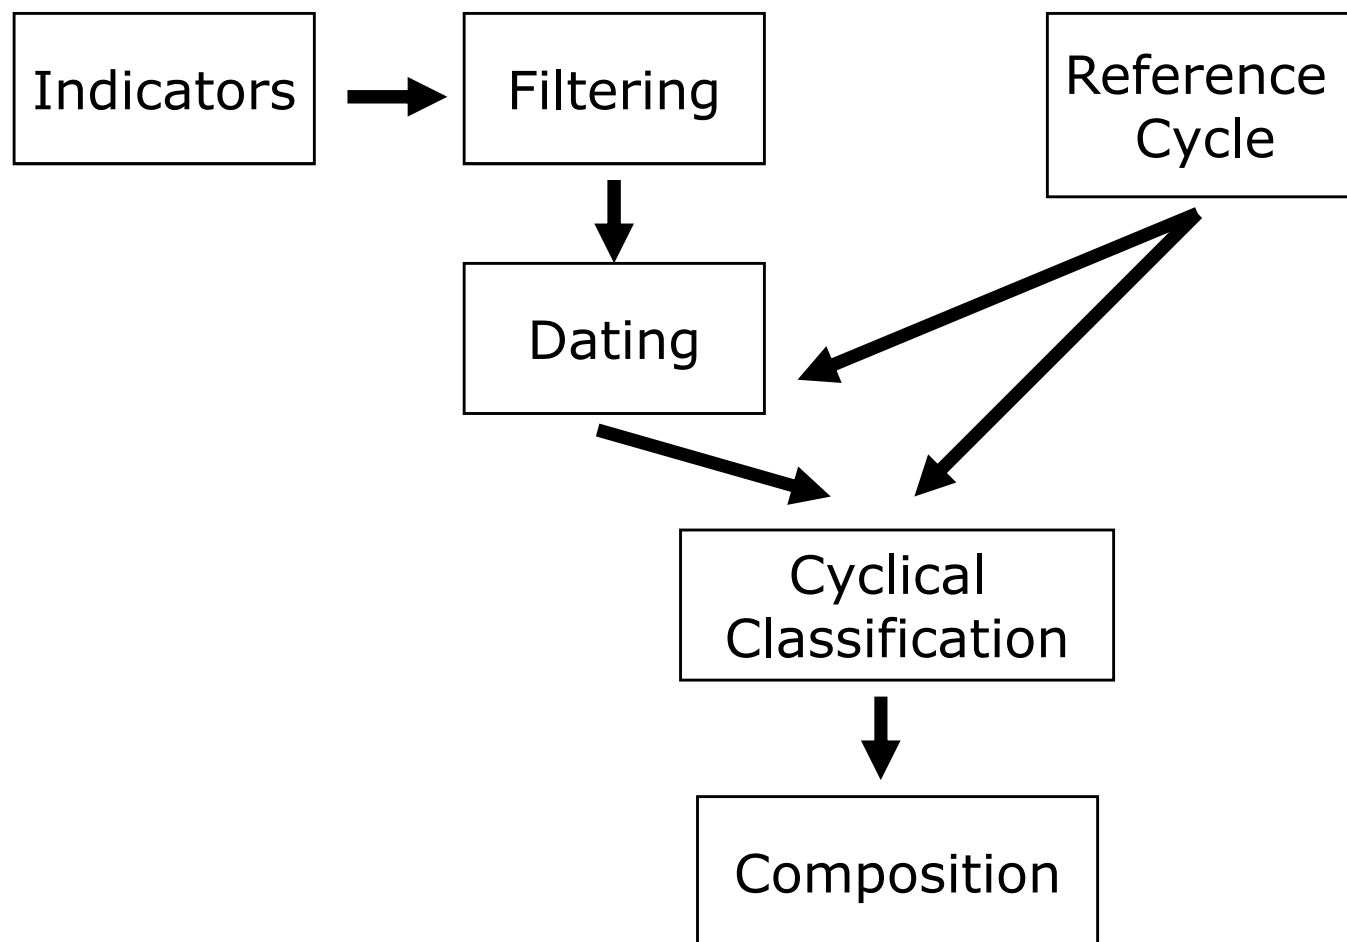 Indicators
Filtering
Reference
Cycle
Dating
Cyclical
Classification
Composition